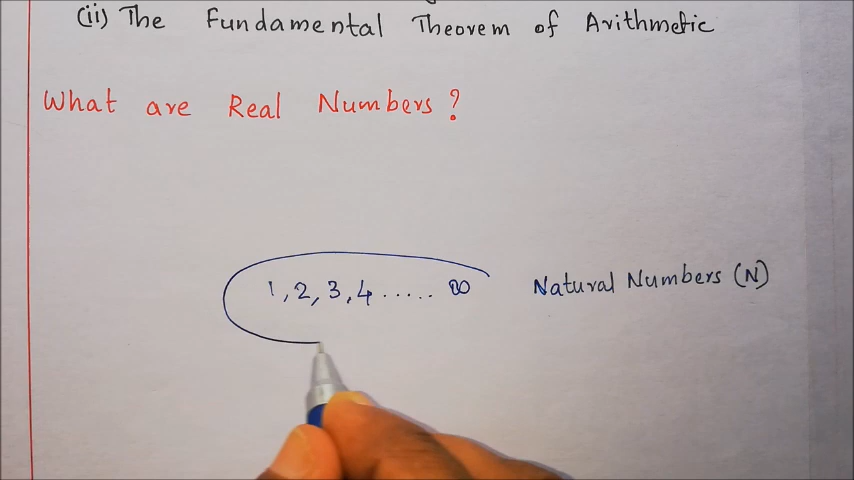 (ii) The Fundamental Theorem of Arithmetic
What are Real Numbers?
1, 2, 3, 4 ..... ∞ Natural Numbers (N)